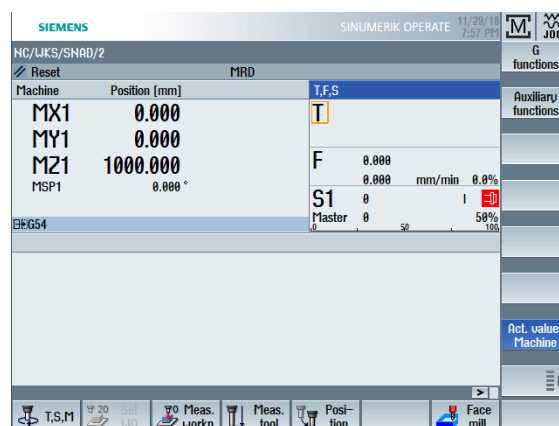 SIEMENS
SINUMERIK OPERATE
11/29/18
7:57 PM
M
JOG
NC/WKS/SNAD/2
Reset
MRD
G
functions
Machine Position [mm]
T,F,S
Auxiliary
functions
MX1 0.000
T
MY1 0.000
MZ1 1000.000
F 0.000
MSP1 0.000 °
0.000 mm/min 0.0%
S1 0 I
Master 0 50%
0 50 100
G54
Act. values
Machine
>
T,S,M
20 Set
Meas.
workp.
Meas.
tool
Posi-
tion
Face
mill.